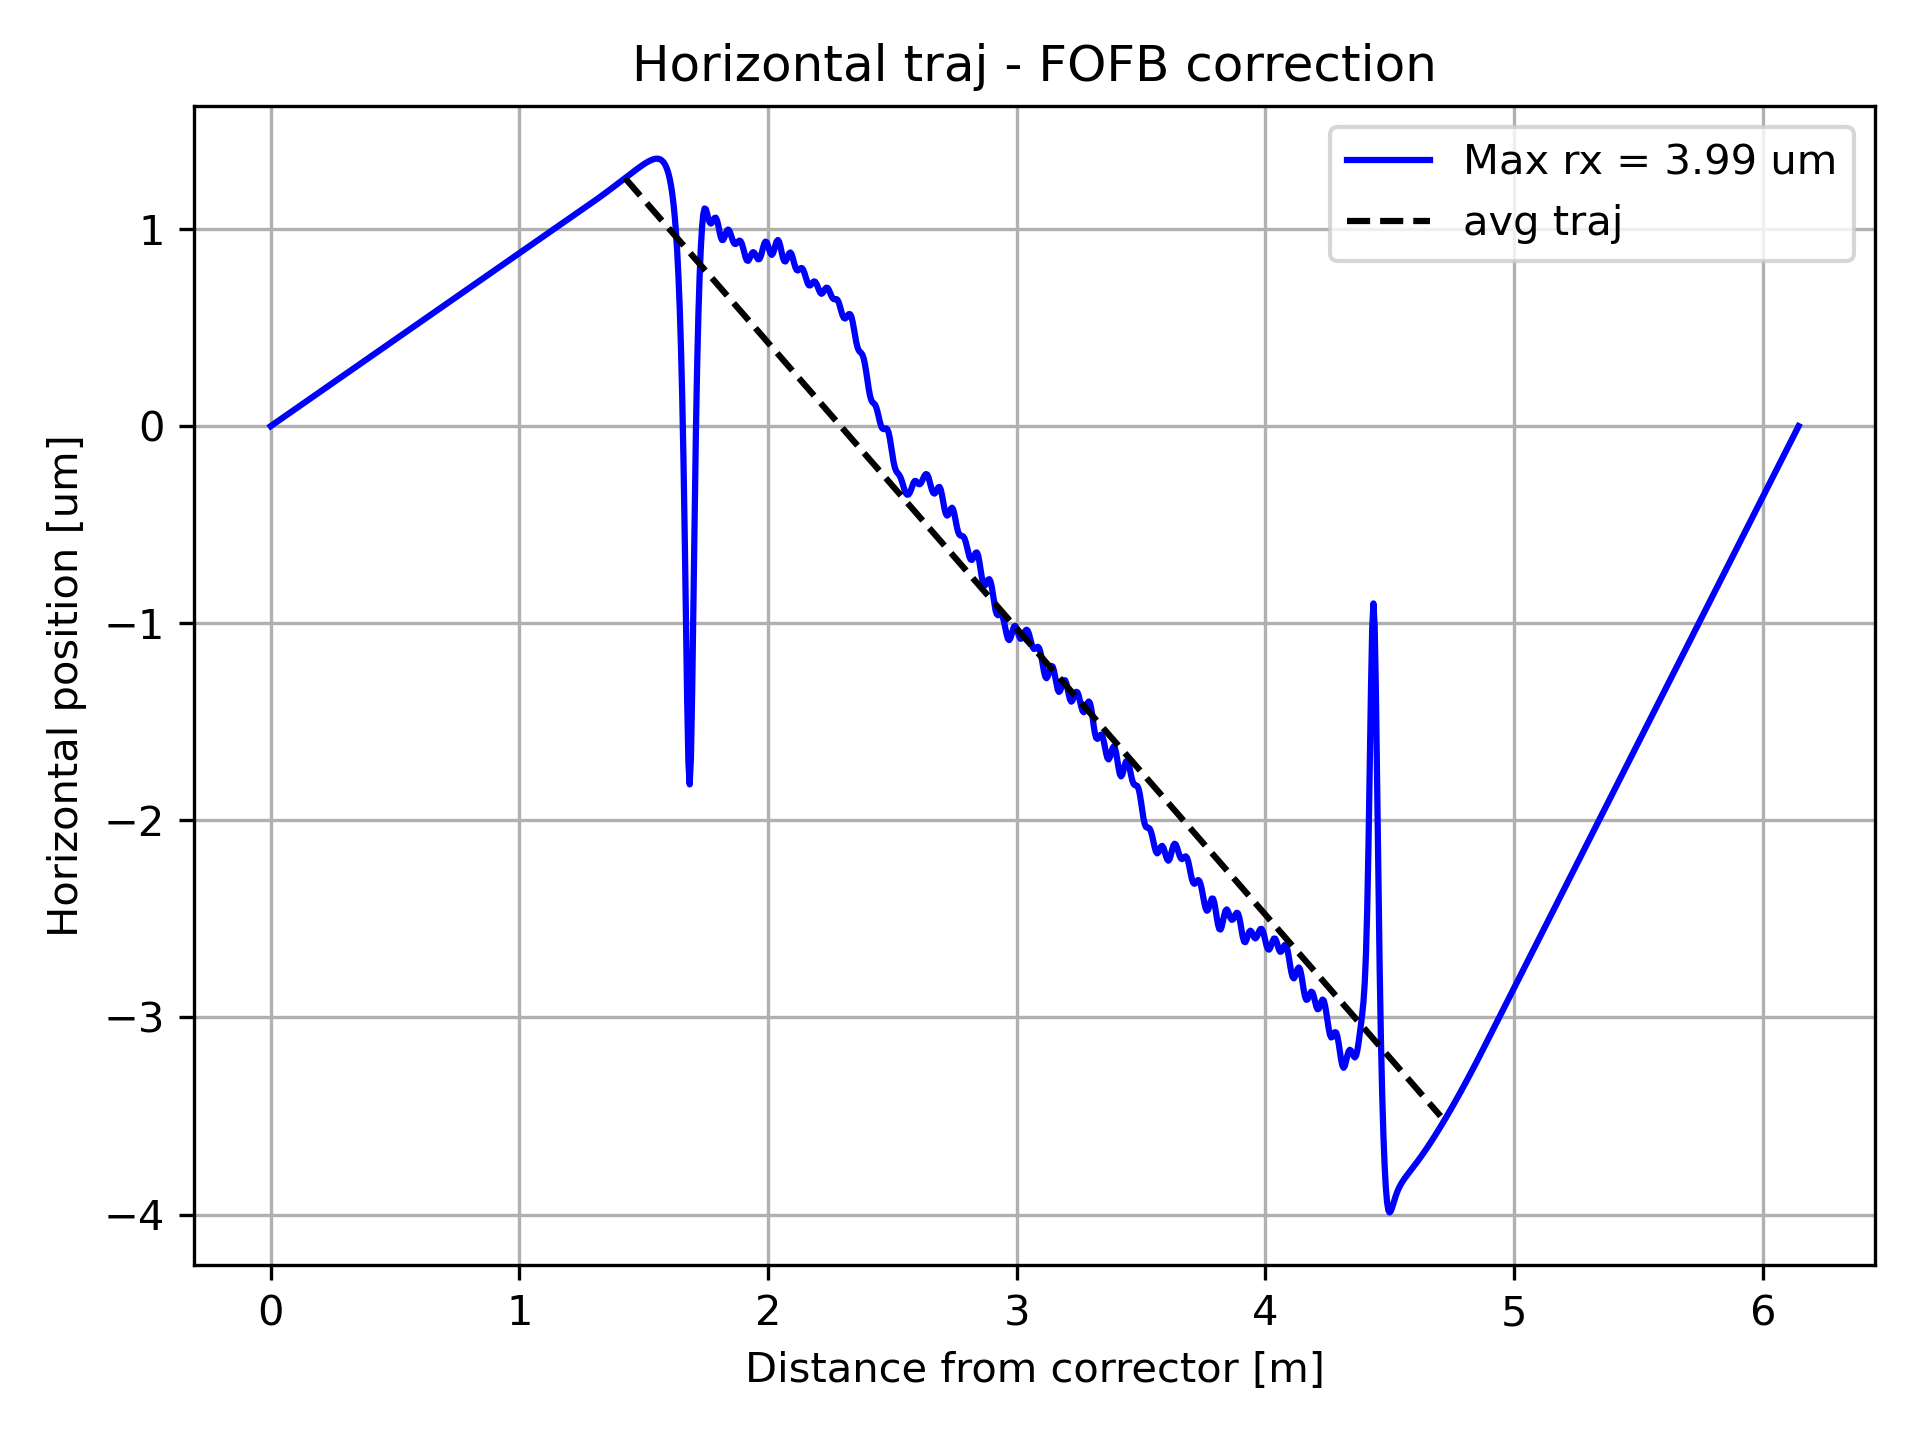 Horizontal traj - FOFB correction
Max rx = 3.99 um
avg traj
Horizontal position [um]
1
0
−1
−2
−3
−4
0 1 2 3 4 5 6
Distance from corrector [m]